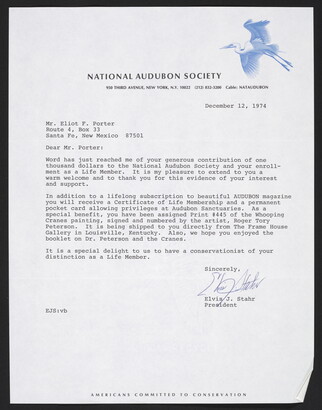 NATIONAL AUDUBON SOCIETY
950 THIRD AVENUE, NEW YORK, N.Y. 10022 (212) 832-3200 Cable: NATAUDUBON
December 12, 1974
Mr. Eliot F. Porter
Route 4, Box 33
Santa Fe, New Mexico 87501
Dear Mr. Porter:
Word has just reached me of your generous contribution of one
thousand dollars to the National Audubon Society and your enroll-
ment as a Life Member. It is my pleasure to extend to you a
warm welcome and to thank you for this evidence of your interest
and support.
In addition to a lifelong subscription to beautiful AUDUBON magazine
you will receive a Certificate of Life Membership and a permanent
pocket card allowing privileges at Audubon Sanctuaries. As a
special benefit, you have been assigned Print #445 of the Whooping
Cranes painting, signed and numbered by the artist, Roger Tory
Peterson. It is being shipped to you directly from The Frame House
Gallery in Louisville, Kentucky. Also, we hope you enjoyed the
booklet on Dr. Peterson and the Cranes.
It is a special delight to us to have a conservationist of your
distinction as a Life Member.
Sincerely,
Elvis J. Stahr
Elvis J. Stahr
President
EJS:vb
AMERICANS COMMITTED TO CONSERVATION